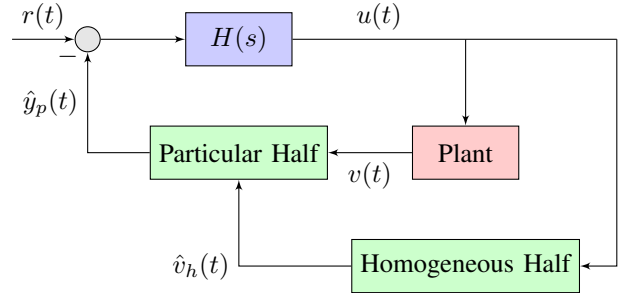 r(t)
H(s)
u(t)
−
ŷ_p(t)
Particular Half
v(t)
Plant
v̂_h(t)
Homogeneous Half